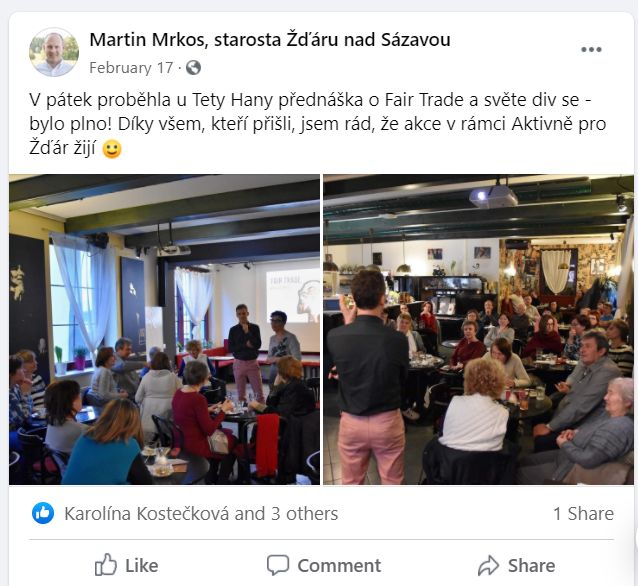 Martin Mrkos, starosta Žďáru nad Sázavou
February 17 ·
V pátek proběhla u Tety Hany přednáška o Fair Trade a světe div se -
bylo plno! Díky všem, kteří přišli, jsem rád, že akce v rámci Aktivně pro
Žďár žijí
FAIR TRADE
Karolína Kostečková and 3 others
1 Share
Like
Comment
Share